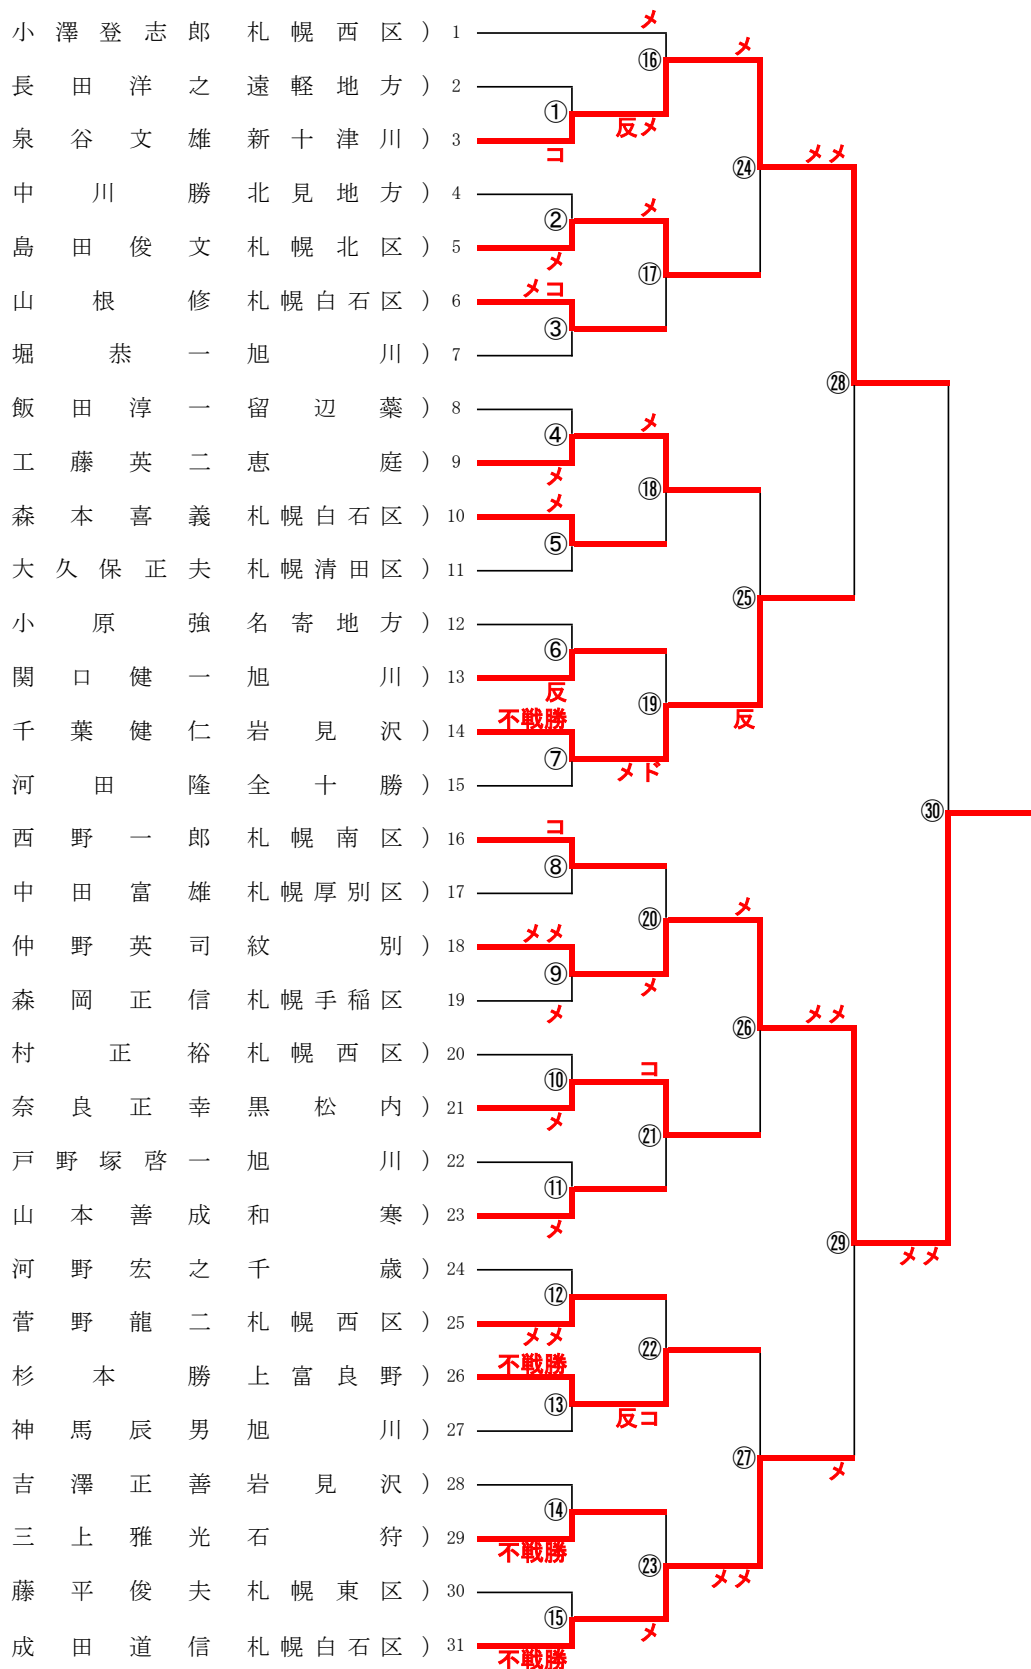 小澤登志郎 札幌西区 ) 1
メ
⑯
メ
長田洋之 遠軽地方 ) 2
①
反メ
泉谷文雄 新十津川 ) 3
コ
メメ
㉔
中川勝 北見地方 ) 4
②
メ
島田俊文 札幌北区 ) 5
メ
⑰
山根修 札幌白石区 ) 6
メコ
③
堀恭一 旭川 ) 7
㉘
飯田淳一 留辺蘂 ) 8
④
メ
工藤英二 恵庭 ) 9
メ
⑱
森本喜義 札幌白石区 ) 10
メ
⑤
大久保正夫 札幌清田区 ) 11
㉕
小原強 名寄地方 ) 12
⑥
関口健一 旭川 ) 13
反
⑲
反
千葉健仁 岩見沢 ) 14
不戦勝
⑦
メド
河田隆 全十勝 ) 15
㉚
西野一郎 札幌南区 ) 16
コ
⑧
中田富雄 札幌厚別区 ) 17
⑳
メ
仲野英司 紋別 ) 18
メメ
⑨
メ
森岡正信 札幌手稲区 19
メ
㉖
メメ
村正裕 札幌西区 ) 20
⑩
コ
奈良正幸 黒松内 ) 21
メ
㉑
戸野塚啓一 旭川 ) 22
⑪
山本善成 和寒 ) 23
メ
㉙
メメ
河野宏之 千歳 ) 24
⑫
菅野龍二 札幌西区 ) 25
メメ
㉒
杉本勝 上富良野 ) 26
不戦勝
⑬
反コ
神馬辰男 旭川 ) 27
㉗
メ
吉澤正善 岩見沢 ) 28
⑭
三上雅光 石狩 ) 29
不戦勝
㉓
メメ
藤平俊夫 札幌東区 ) 30
⑮
メ
成田道信 札幌白石区 ) 31
不戦勝